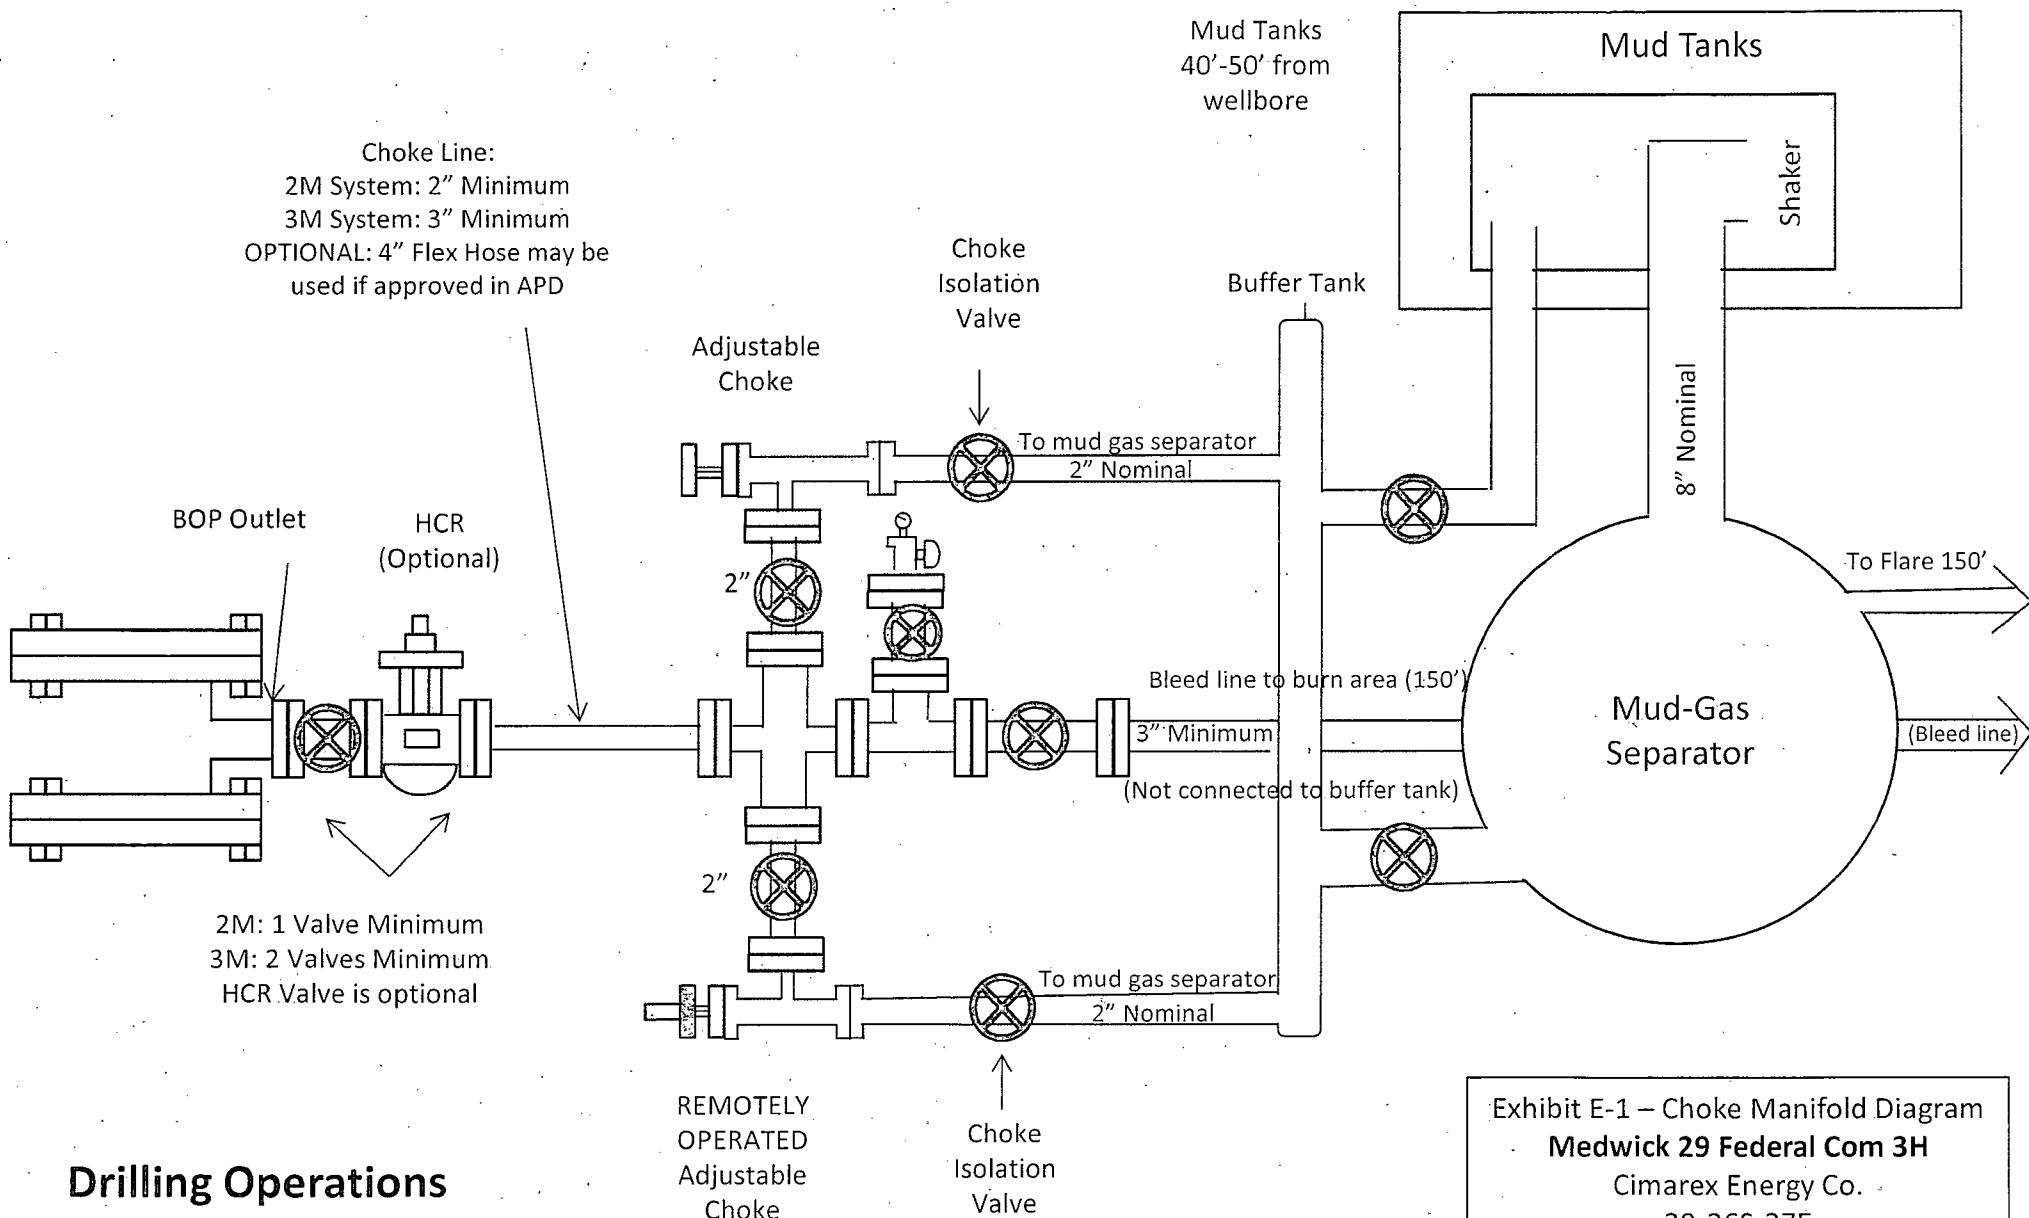 Mud Tanks
40’-50’ from
wellbore
Mud Tanks
Shaker
Choke Line:
2M System: 2” Minimum
3M System: 3” Minimum
OPTIONAL: 4” Flex Hose may be
used if approved in APD
Choke
Isolation
Valve
Buffer Tank
Adjustable
Choke
8” Nominal
To mud gas separator
2” Nominal
BOP Outlet
HCR
(Optional)
2”
To Flare 150’
Bleed line to burn area (150’)
3” Minimum
(Not connected to buffer tank)
Mud-Gas
Separator
(Bleed line)
2”
2M: 1 Valve Minimum
3M: 2 Valves Minimum
HCR Valve is optional
To mud gas separator
2” Nominal
REMOTELY
OPERATED
Adjustable
Choke
Choke
Isolation
Valve
Drilling Operations
Exhibit E-1 – Choke Manifold Diagram
Medwick 29 Federal Com 3H
Cimarex Energy Co.